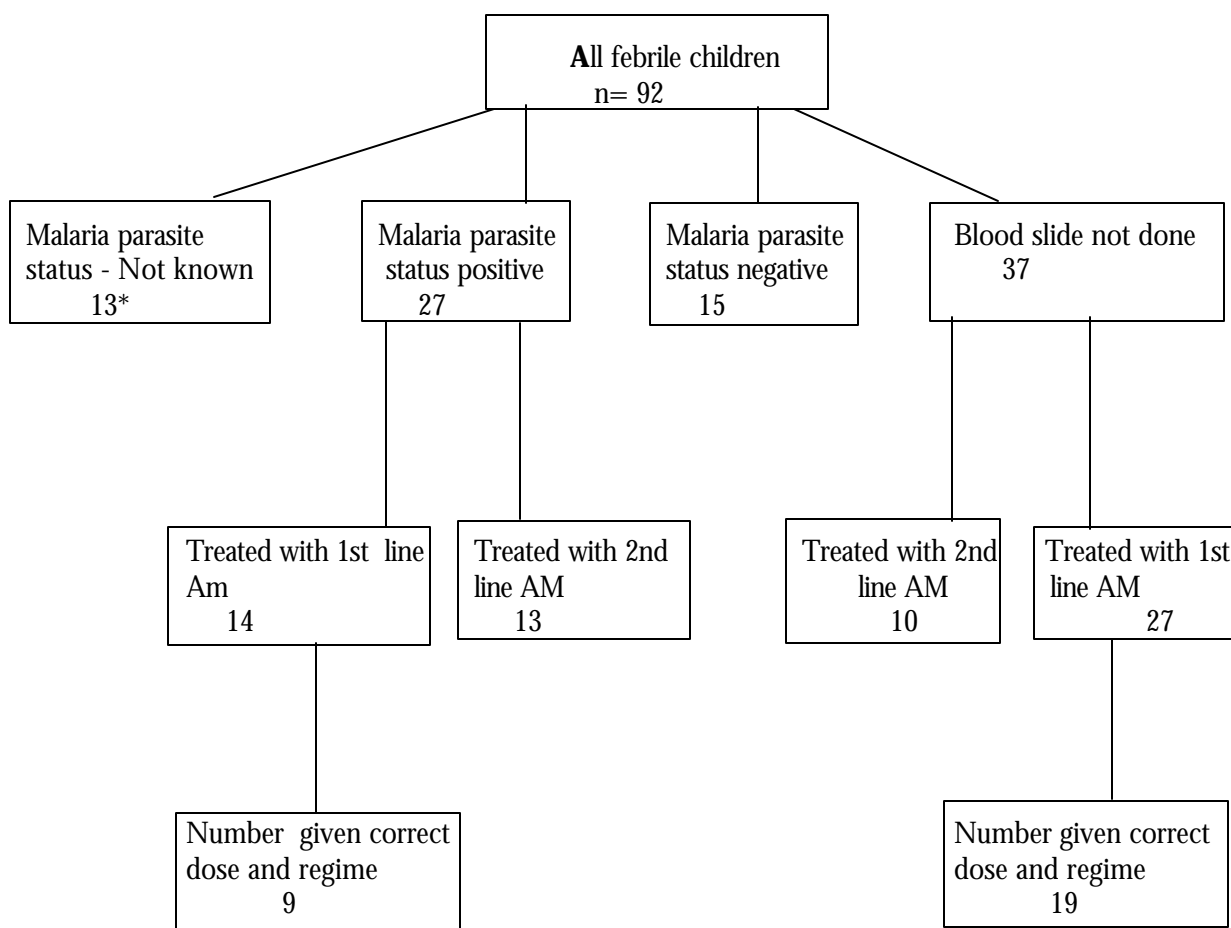 All febrile children
n= 92
Malaria parasite
status - Not known
13*
Malaria parasite
status positive
27
Malaria parasite
status negative
15
Blood slide not done
37
Treated with 1st line
Am
14
Treated with 2nd
line AM
13
Treated with 2nd
line AM
10
Treated with 1st
line AM
27
Number given correct
dose and regime
9
Number given correct
dose and regime
19